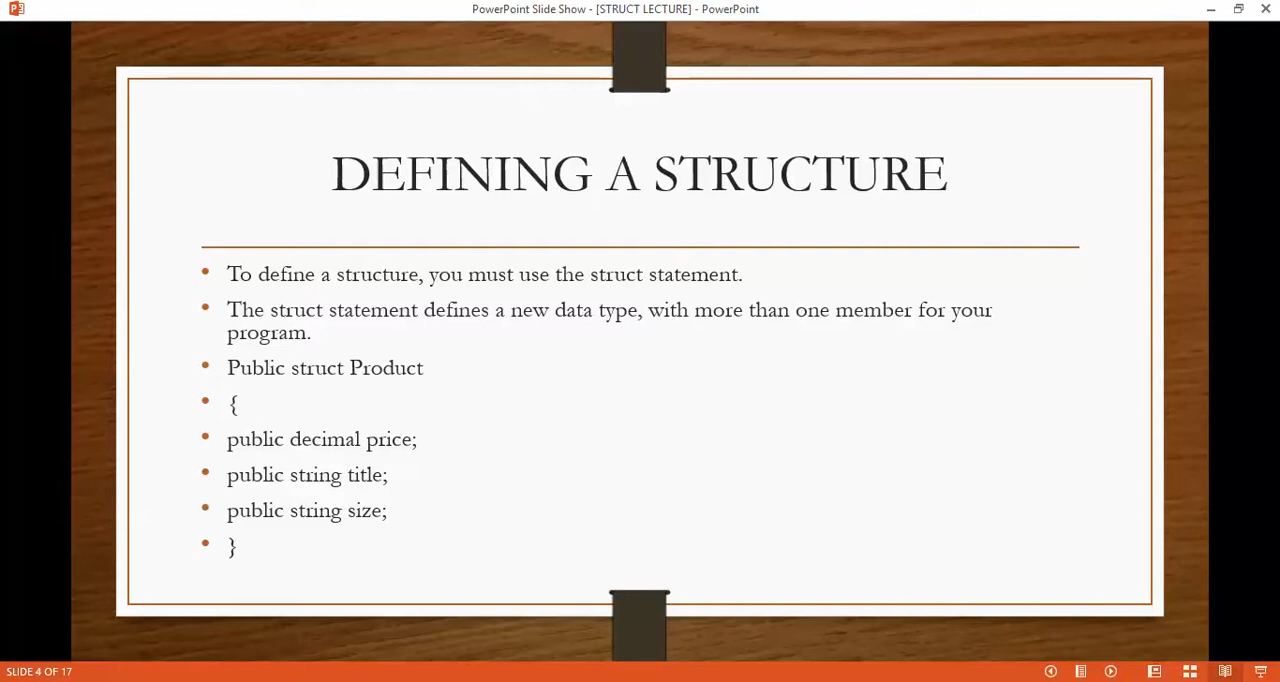 PowerPoint Slide Show - [STRUCT LECTURE] - PowerPoint
DEFINING A STRUCTURE
• To define a structure, you must use the struct statement.
• The struct statement defines a new data type, with more than one member for your
program.
• Public struct Product
• {
• public decimal price;
• public string title;
• public string size;
• }
SLIDE 4 OF 17